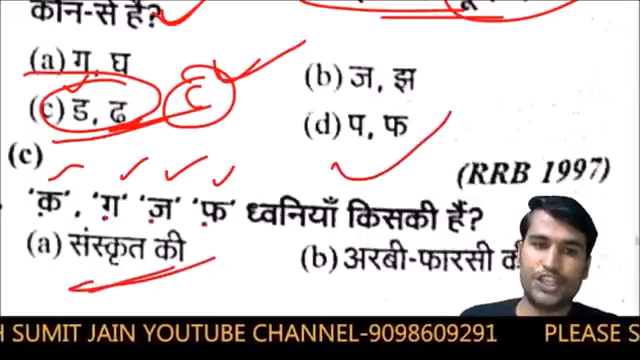 कौन-से हैं?
(a) ग, घ (b) ज, झ
(c) ड, ढ (d) प, फ
(c)
(RRB 1997)
'क़', 'ग़' 'ज़' 'फ़' ध्वनियाँ किसकी हैं?
(a) संस्कृत की (b) अरबी-फारसी
SUMIT JAIN YOUTUBE CHANNEL-9098609291 PLEASE